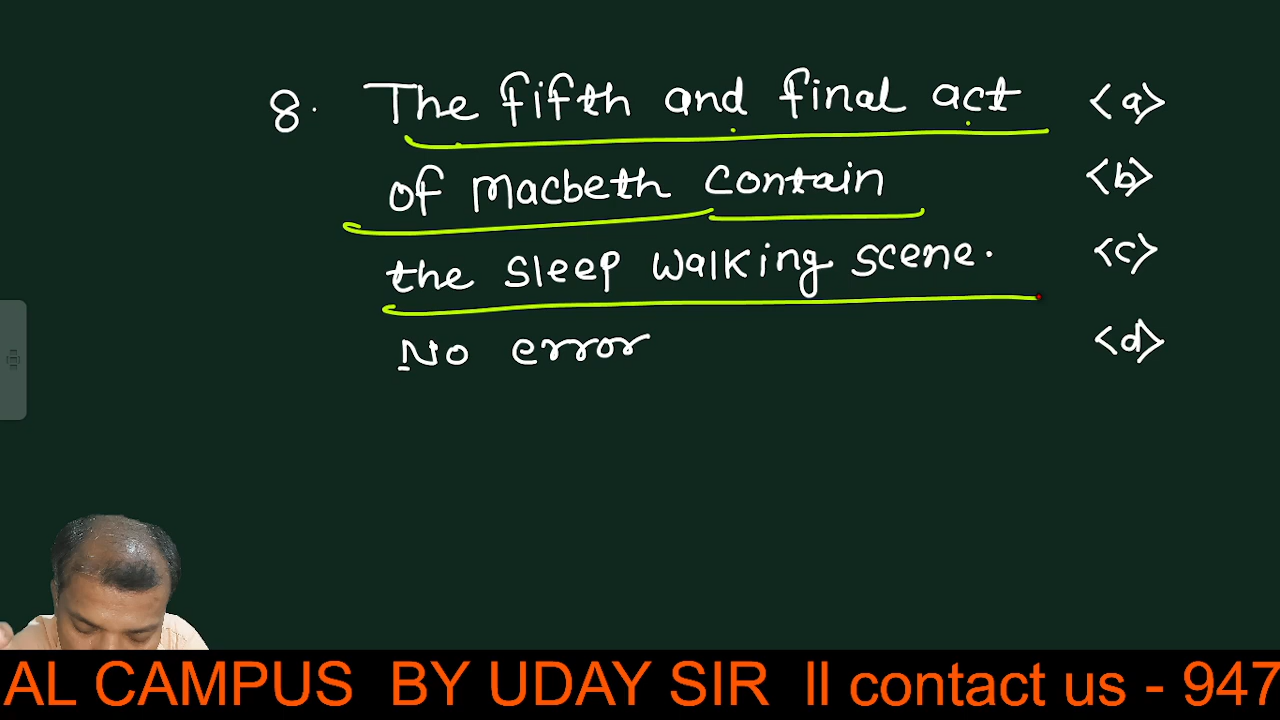 8. The fifth and final act <a>
of Macbeth contain <b>
the sleep walking scene. <c>
No error <d>
AL CAMPUS BY UDAY SIR ll contact us - 947